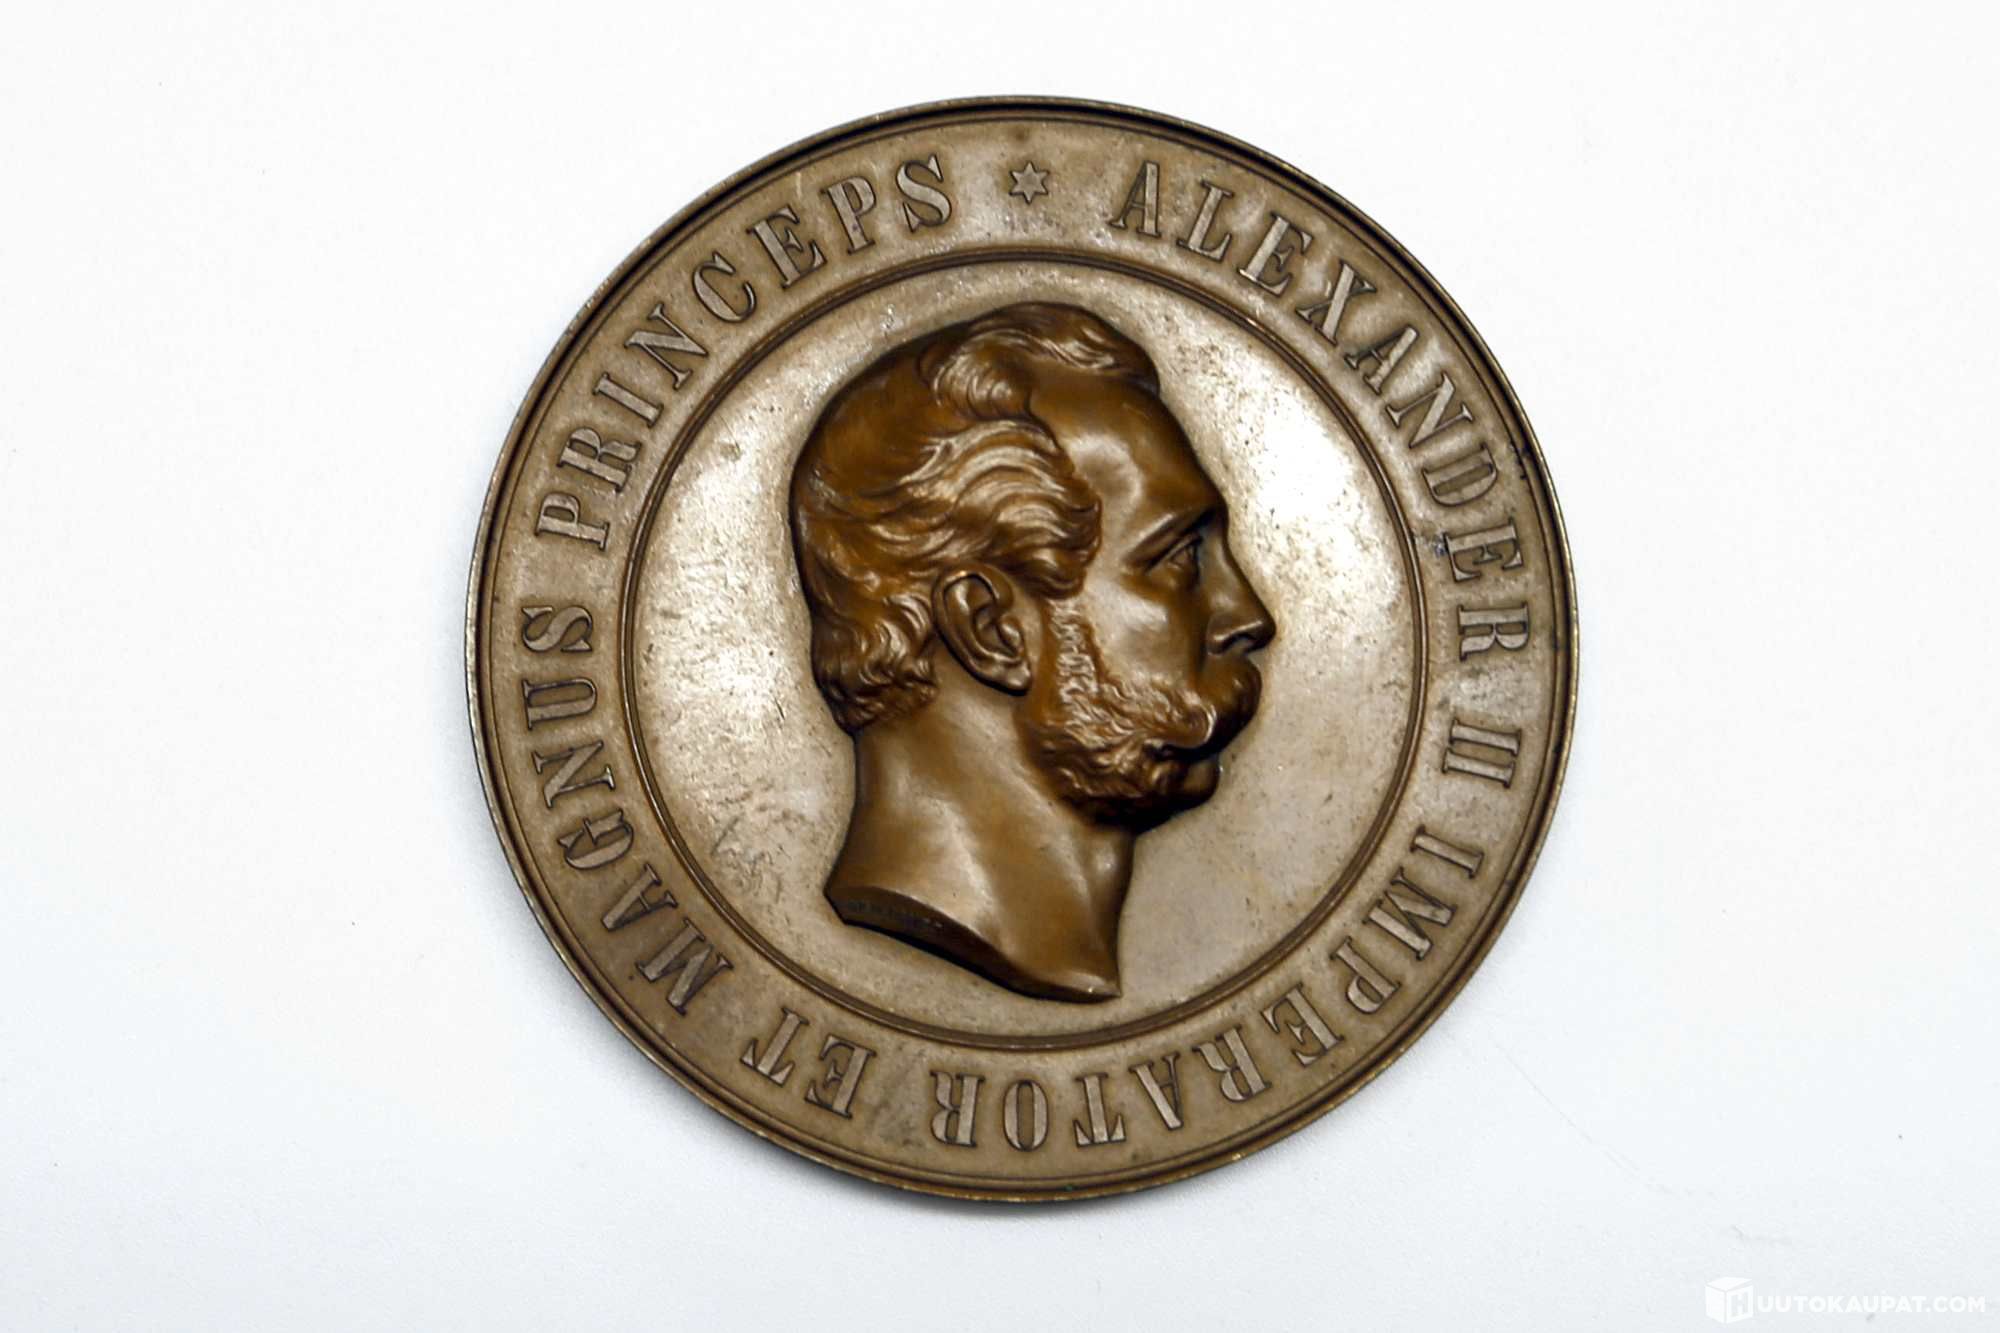 ALEXANDER II IMPERATOR ET MAGNUS PRINCEPS
HUUTOKAUPAT.COM